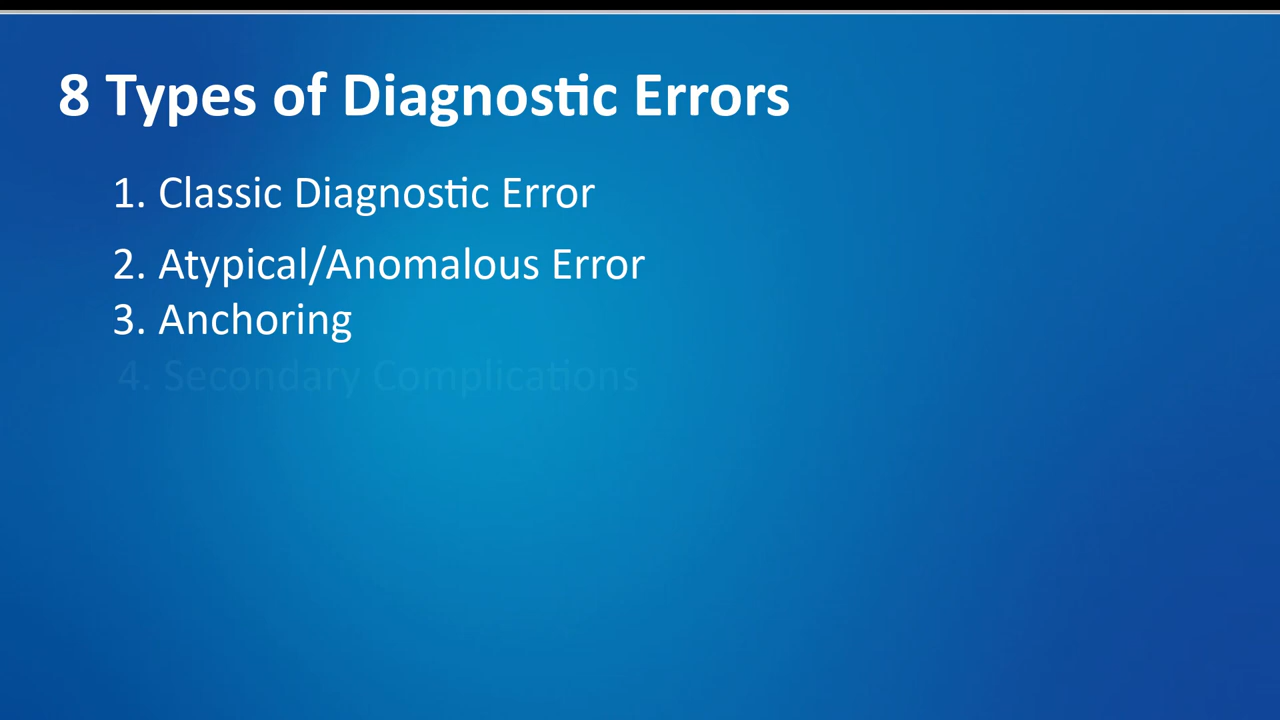 8 Types of Diagnostic Errors
1. Classic Diagnostic Error
2. Atypical/Anomalous Error
3. Anchoring
4. Secondary Complications